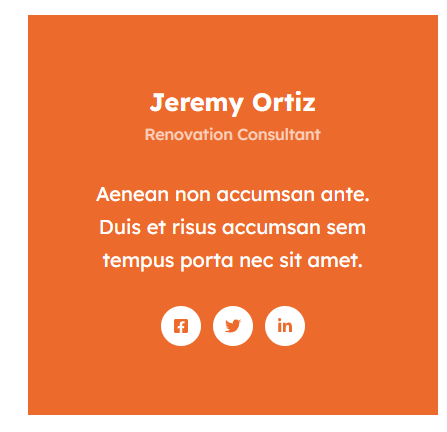 Jeremy Ortiz
Renovation Consultant
Aenean non accumsan ante.
Duis et risus accumsan sem
tempus porta nec sit amet.